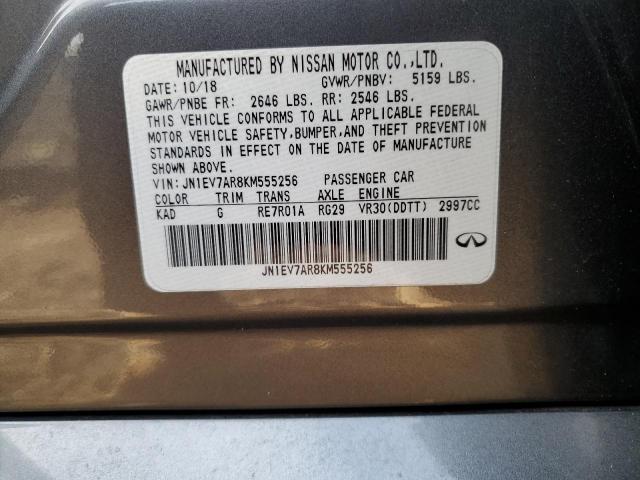 MANUFACTURED BY NISSAN MOTOR CO.,LTD.
DATE: 10/18 GVWR/PNBV: 5159 LBS.
GAWR/PNBE FR: 2646 LBS. RR: 2546 LBS.
THIS VEHICLE CONFORMS TO ALL APPLICABLE FEDERAL
MOTOR VEHICLE SAFETY,BUMPER,AND THEFT PREVENTION
STANDARDS IN EFFECT ON THE DATE OF MANUFACTURE
SHOWN ABOVE.
VIN:JN1EV7AR8KM555256 PASSENGER CAR
COLOR TRIM TRANS AXLE ENGINE
KAD G RE7R01A RG29 VR30(DDTT) 2997CC
JN1EV7AR8KM555256